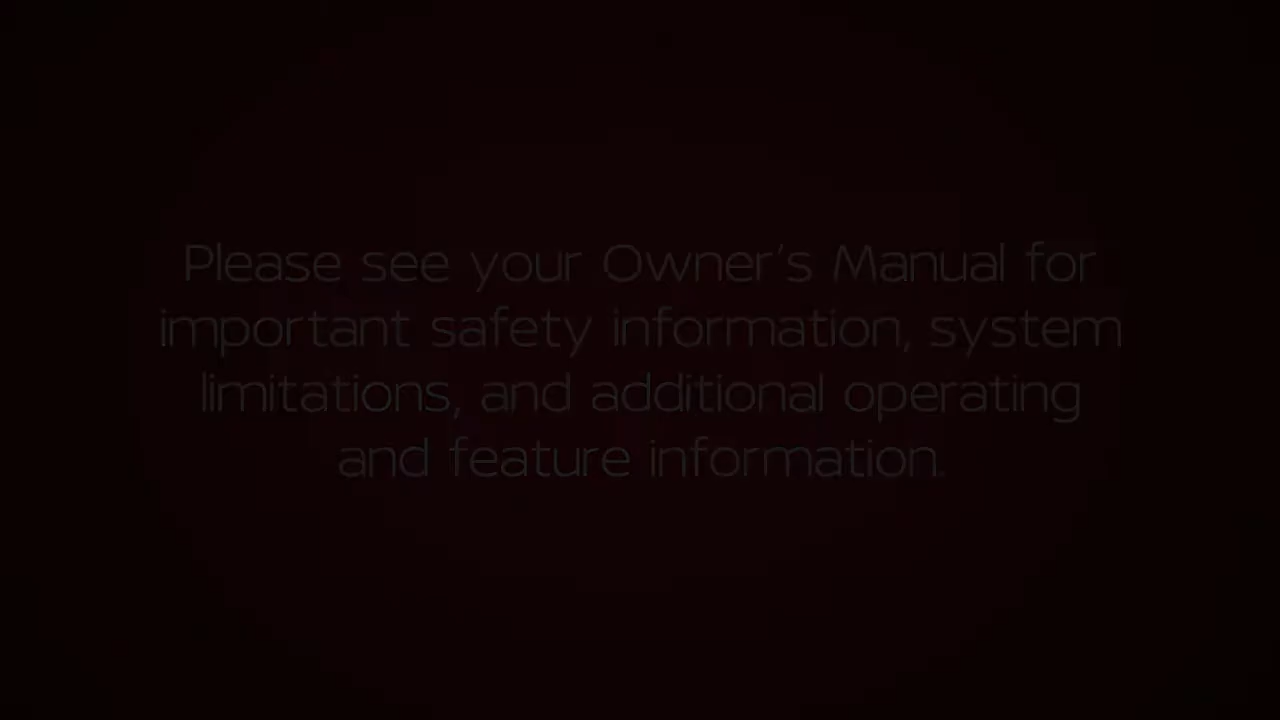 Please see your Owner’s Manual for
important safety information, system
limitations, and additional operating
and feature information.